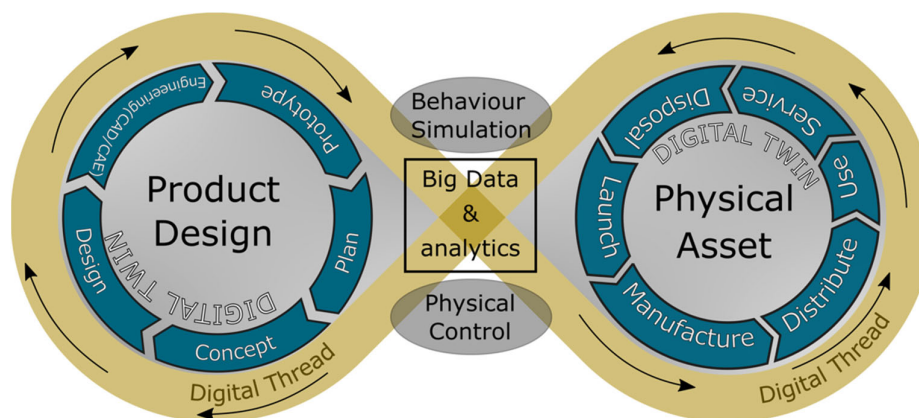 Engineering(CAD/CAE)
Prototype
Plan
Concept
Design
Product
Design
DIGITAL TWIN
Digital Thread
Behaviour
Simulation
Big Data
&
analytics
Physical
Control
Disposal
Service
Use
Distribute
Manufacture
Launch
DIGITAL TWIN
Physical
Asset
Digital Thread